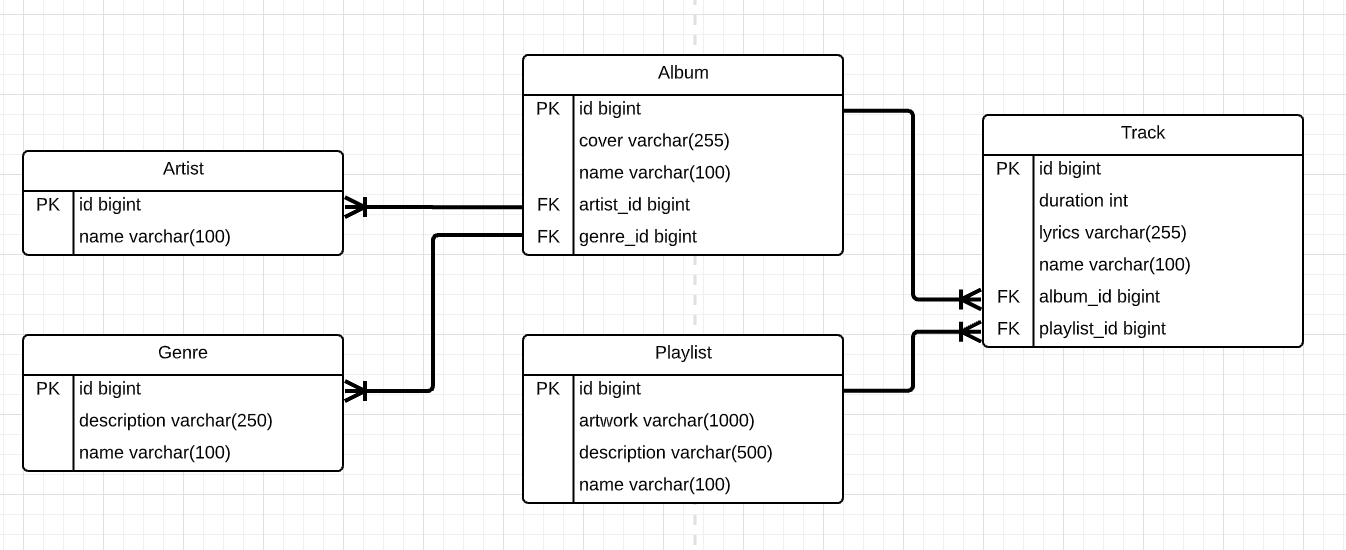 Album
PK id bigint
cover varchar(255)
name varchar(100)
FK artist_id bigint
FK genre_id bigint
Artist
PK id bigint
name varchar(100)
Track
PK id bigint
duration int
lyrics varchar(255)
name varchar(100)
FK album_id bigint
FK playlist_id bigint
Genre
PK id bigint
description varchar(250)
name varchar(100)
Playlist
PK id bigint
artwork varchar(1000)
description varchar(500)
name varchar(100)